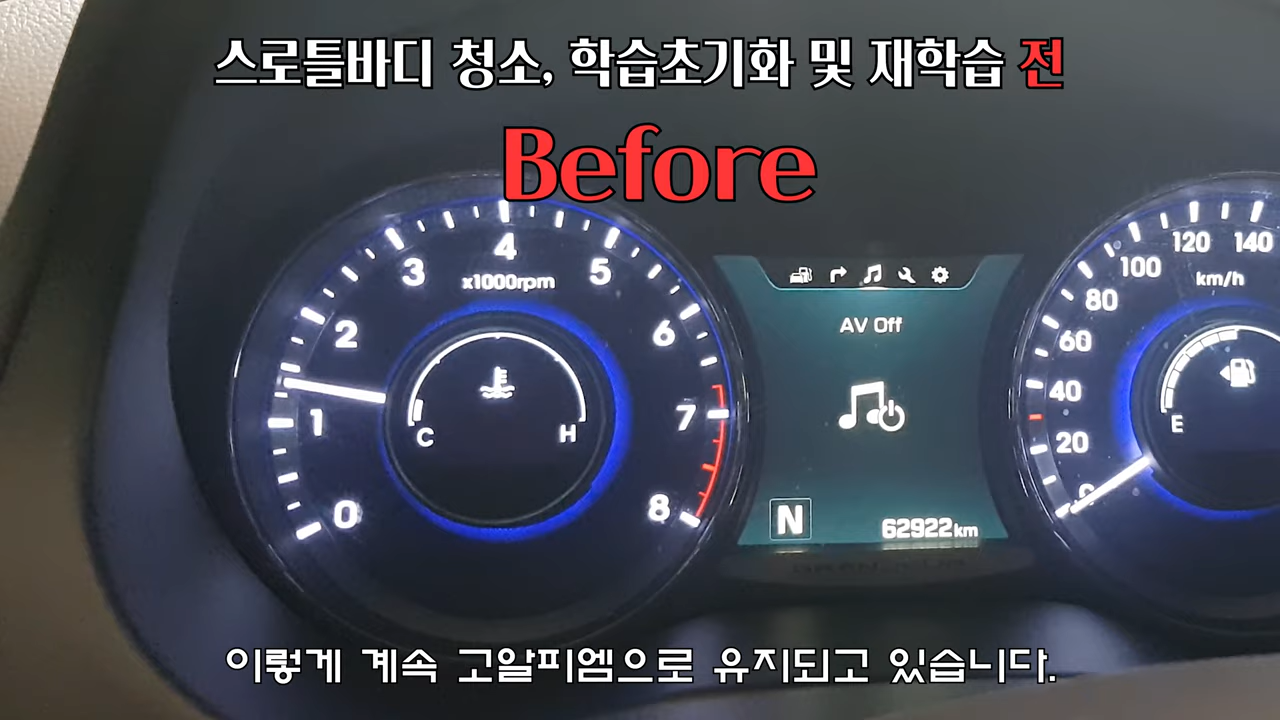 스로틀바디 청소, 학습초기화 및 재학습 전
Before
0
1
2
3
4
5
6
7
8
x1000rpm
C
H
AV Off
N
62922km
0
20
40
60
80
100
120
140
km/h
E
이렇게 계속 고알피엠으로 유지되고 있습니다.